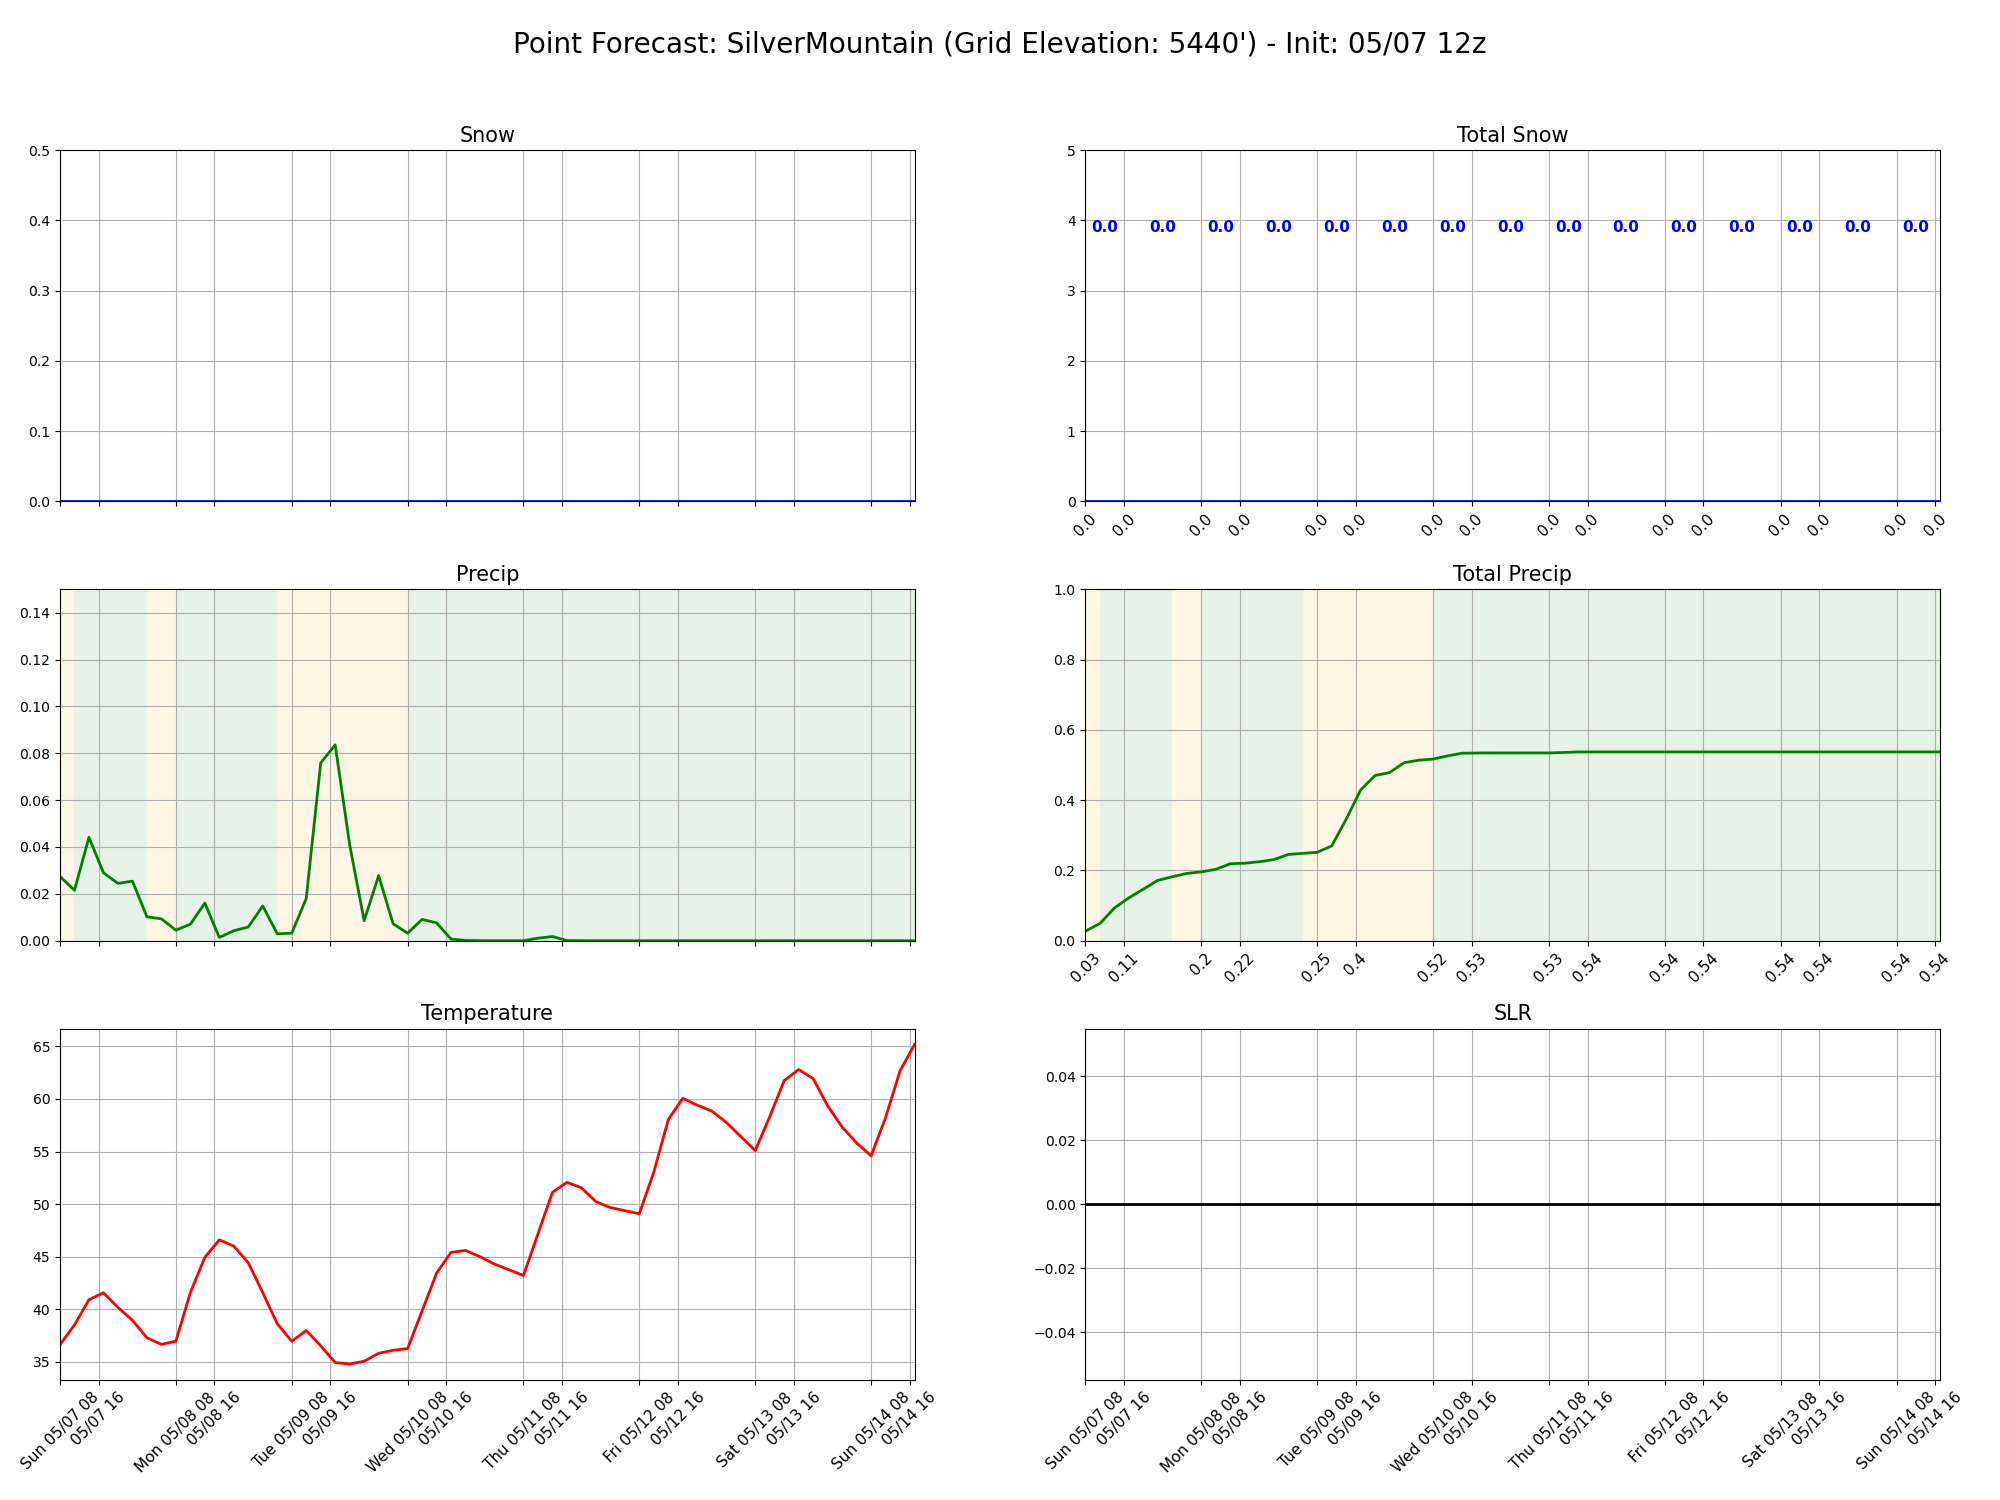 Point Forecast: SilverMountain (Grid Elevation: 5440') - Init: 05/07 12z
Snow
0.5
0.4
0.3
0.2
0.1
0.0
Total Snow
5
4
3
2
1
0
0.0 0.0 0.0 0.0 0.0 0.0 0.0 0.0 0.0 0.0 0.0 0.0 0.0 0.0 0.0
0.0 0.0 0.0 0.0 0.0 0.0 0.0 0.0 0.0 0.0 0.0 0.0 0.0 0.0 0.0 0.0
Precip
0.14
0.12
0.10
0.08
0.06
0.04
0.02
0.00
Total Precip
1.0
0.8
0.6
0.4
0.2
0.0
0.03 0.11 0.2 0.22 0.25 0.4 0.52 0.53 0.53 0.54 0.54 0.54 0.54 0.54 0.54 0.54
Temperature
65
60
55
50
45
40
35
Sun 05/07 08
05/07 16
Mon 05/08 08
05/08 16
Tue 05/09 08
05/09 16
Wed 05/10 08
05/10 16
Thu 05/11 08
05/11 16
Fri 05/12 08
05/12 16
Sat 05/13 08
05/13 16
Sun 05/14 08
05/14 16
SLR
0.04
0.02
0.00
−0.02
−0.04
Sun 05/07 08
05/07 16
Mon 05/08 08
05/08 16
Tue 05/09 08
05/09 16
Wed 05/10 08
05/10 16
Thu 05/11 08
05/11 16
Fri 05/12 08
05/12 16
Sat 05/13 08
05/13 16
Sun 05/14 08
05/14 16